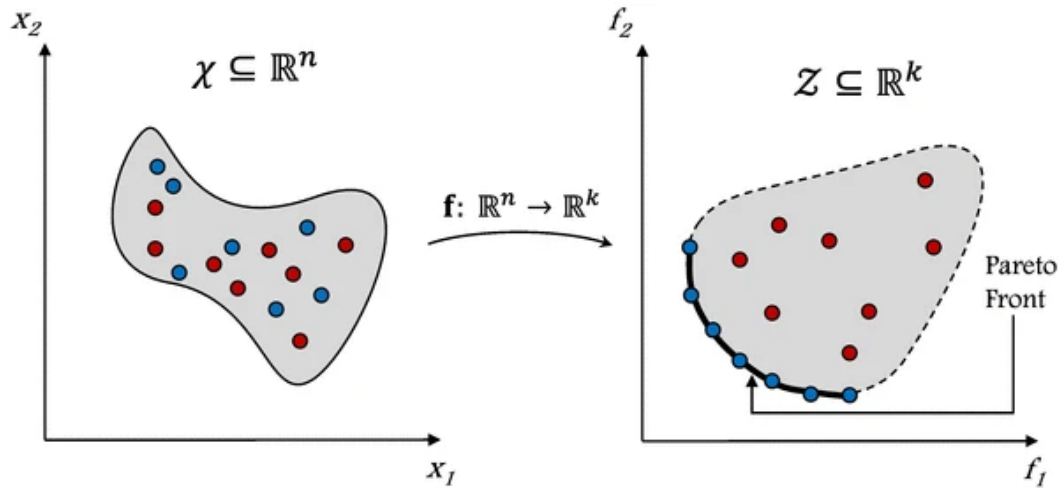 x₂
χ ⊆ ℝⁿ
x₁
f: ℝⁿ → ℝᵏ
f₂
𝒵 ⊆ ℝᵏ
Pareto
Front
f₁